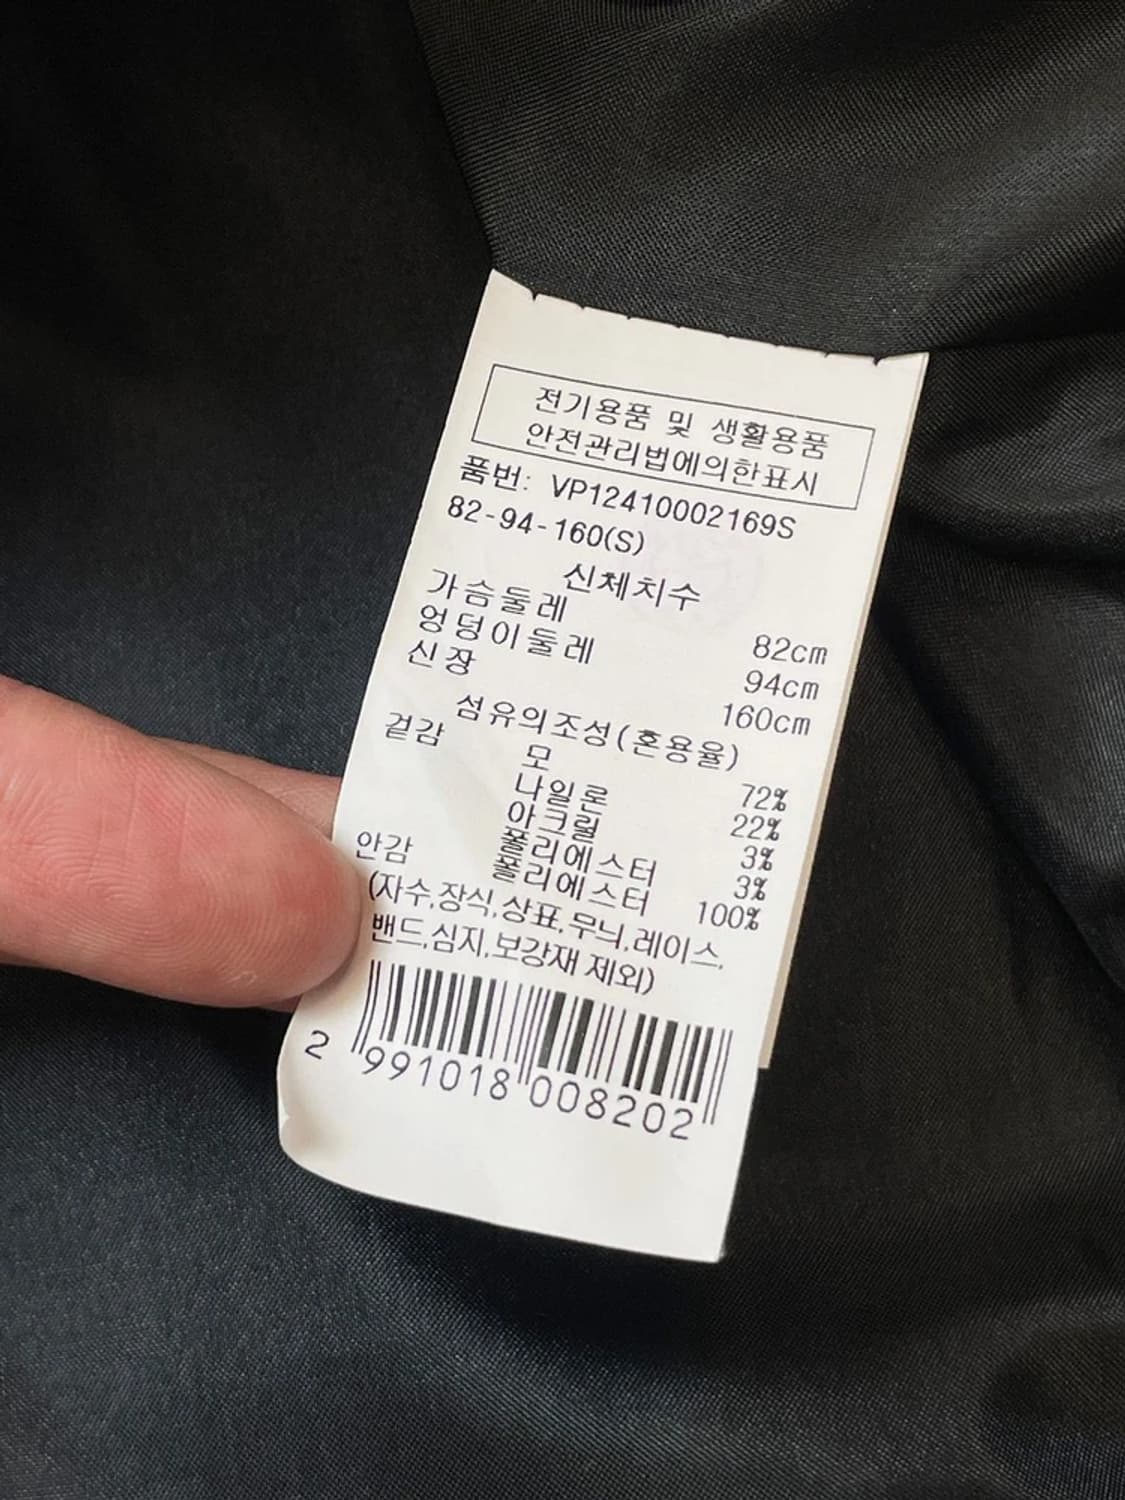 전기용품 및 생활용품
안전관리법에의한표시
품번: VP12410002169S
82-94-160(S)
신체치수
가슴둘레 82cm
엉덩이둘레 94cm
신장 160cm
섬유의조성(혼용율)
겉감 모 72%
나일론 22%
아크릴 3%
폴리에스터 3%
안감 폴리에스터 100%
(자수,장식,상표,무늬,레이스,
밴드,심지,보강재 제외)
2 991018 008202